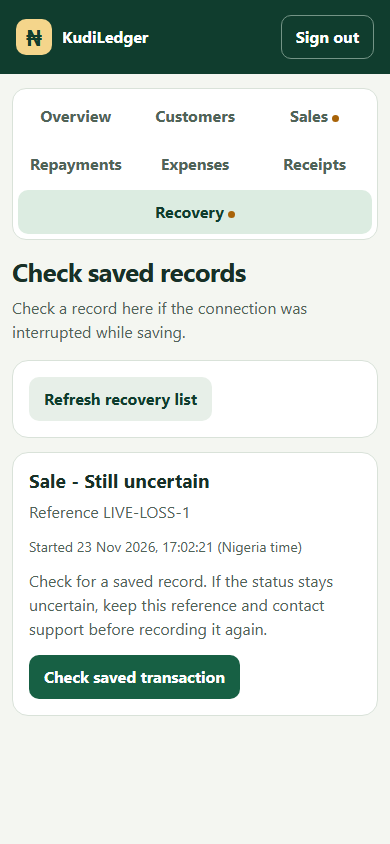 ₦ KudiLedger Sign out
Overview Customers Sales
Repayments Expenses Receipts
Recovery
Check saved records
Check a record here if the connection was
interrupted while saving.
Refresh recovery list
Sale - Still uncertain
Reference LIVE-LOSS-1
Started 23 Nov 2026, 17:02:21 (Nigeria time)
Check for a saved record. If the status stays
uncertain, keep this reference and contact
support before recording it again.
Check saved transaction